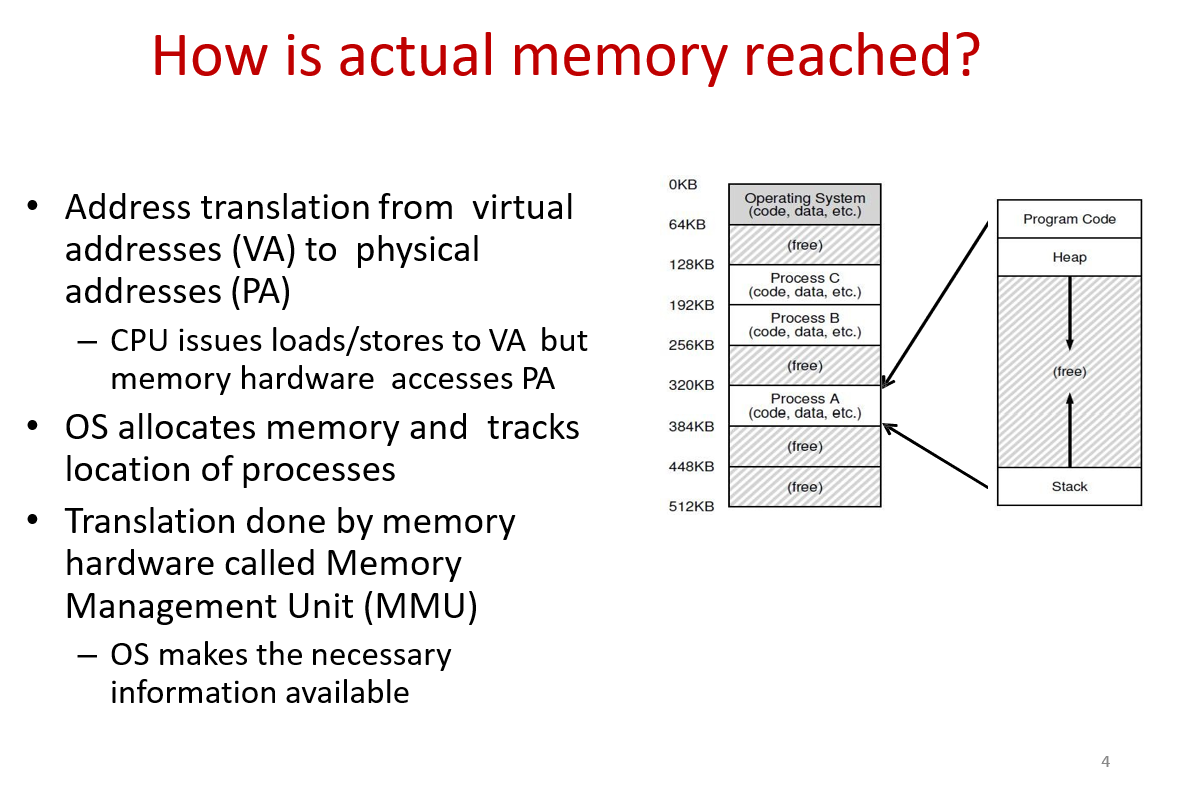 How is actual memory reached?
• Address translation from virtual
addresses (VA) to physical
addresses (PA)
– CPU issues loads/stores to VA but
memory hardware accesses PA
• OS allocates memory and tracks
location of processes
• Translation done by memory
hardware called Memory
Management Unit (MMU)
– OS makes the necessary
information available
0KB
Operating System
(code, data, etc.)
64KB
(free)
128KB
Process C
(code, data, etc.)
192KB
Process B
(code, data, etc.)
256KB
(free)
320KB
Process A
(code, data, etc.)
384KB
(free)
448KB
(free)
512KB
Program Code
Heap
(free)
Stack
4